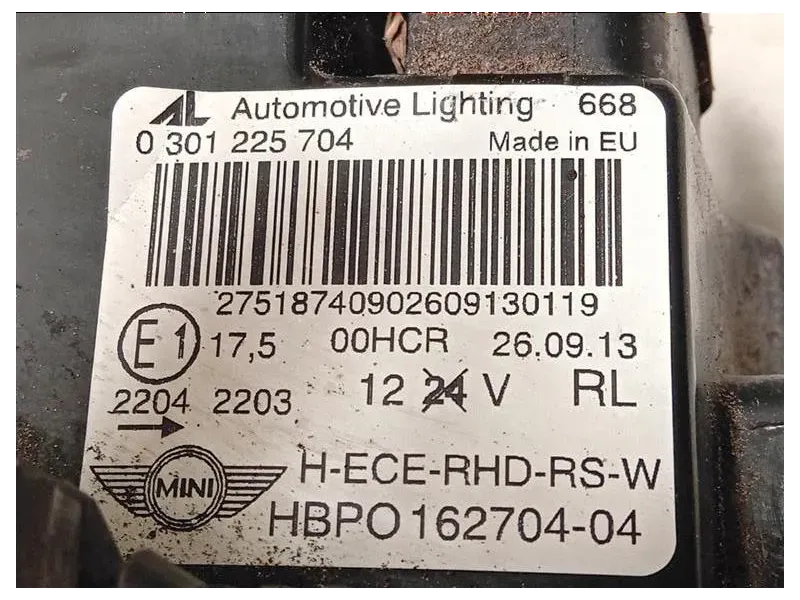 AL Automotive Lighting 668
0 301 225 704 Made in EU
27518740902609130119
E1 17,5 00HCR 26.09.13
2204 2203 12 24 V RL
MINI H-ECE-RHD-RS-W
HBPO 162704-04